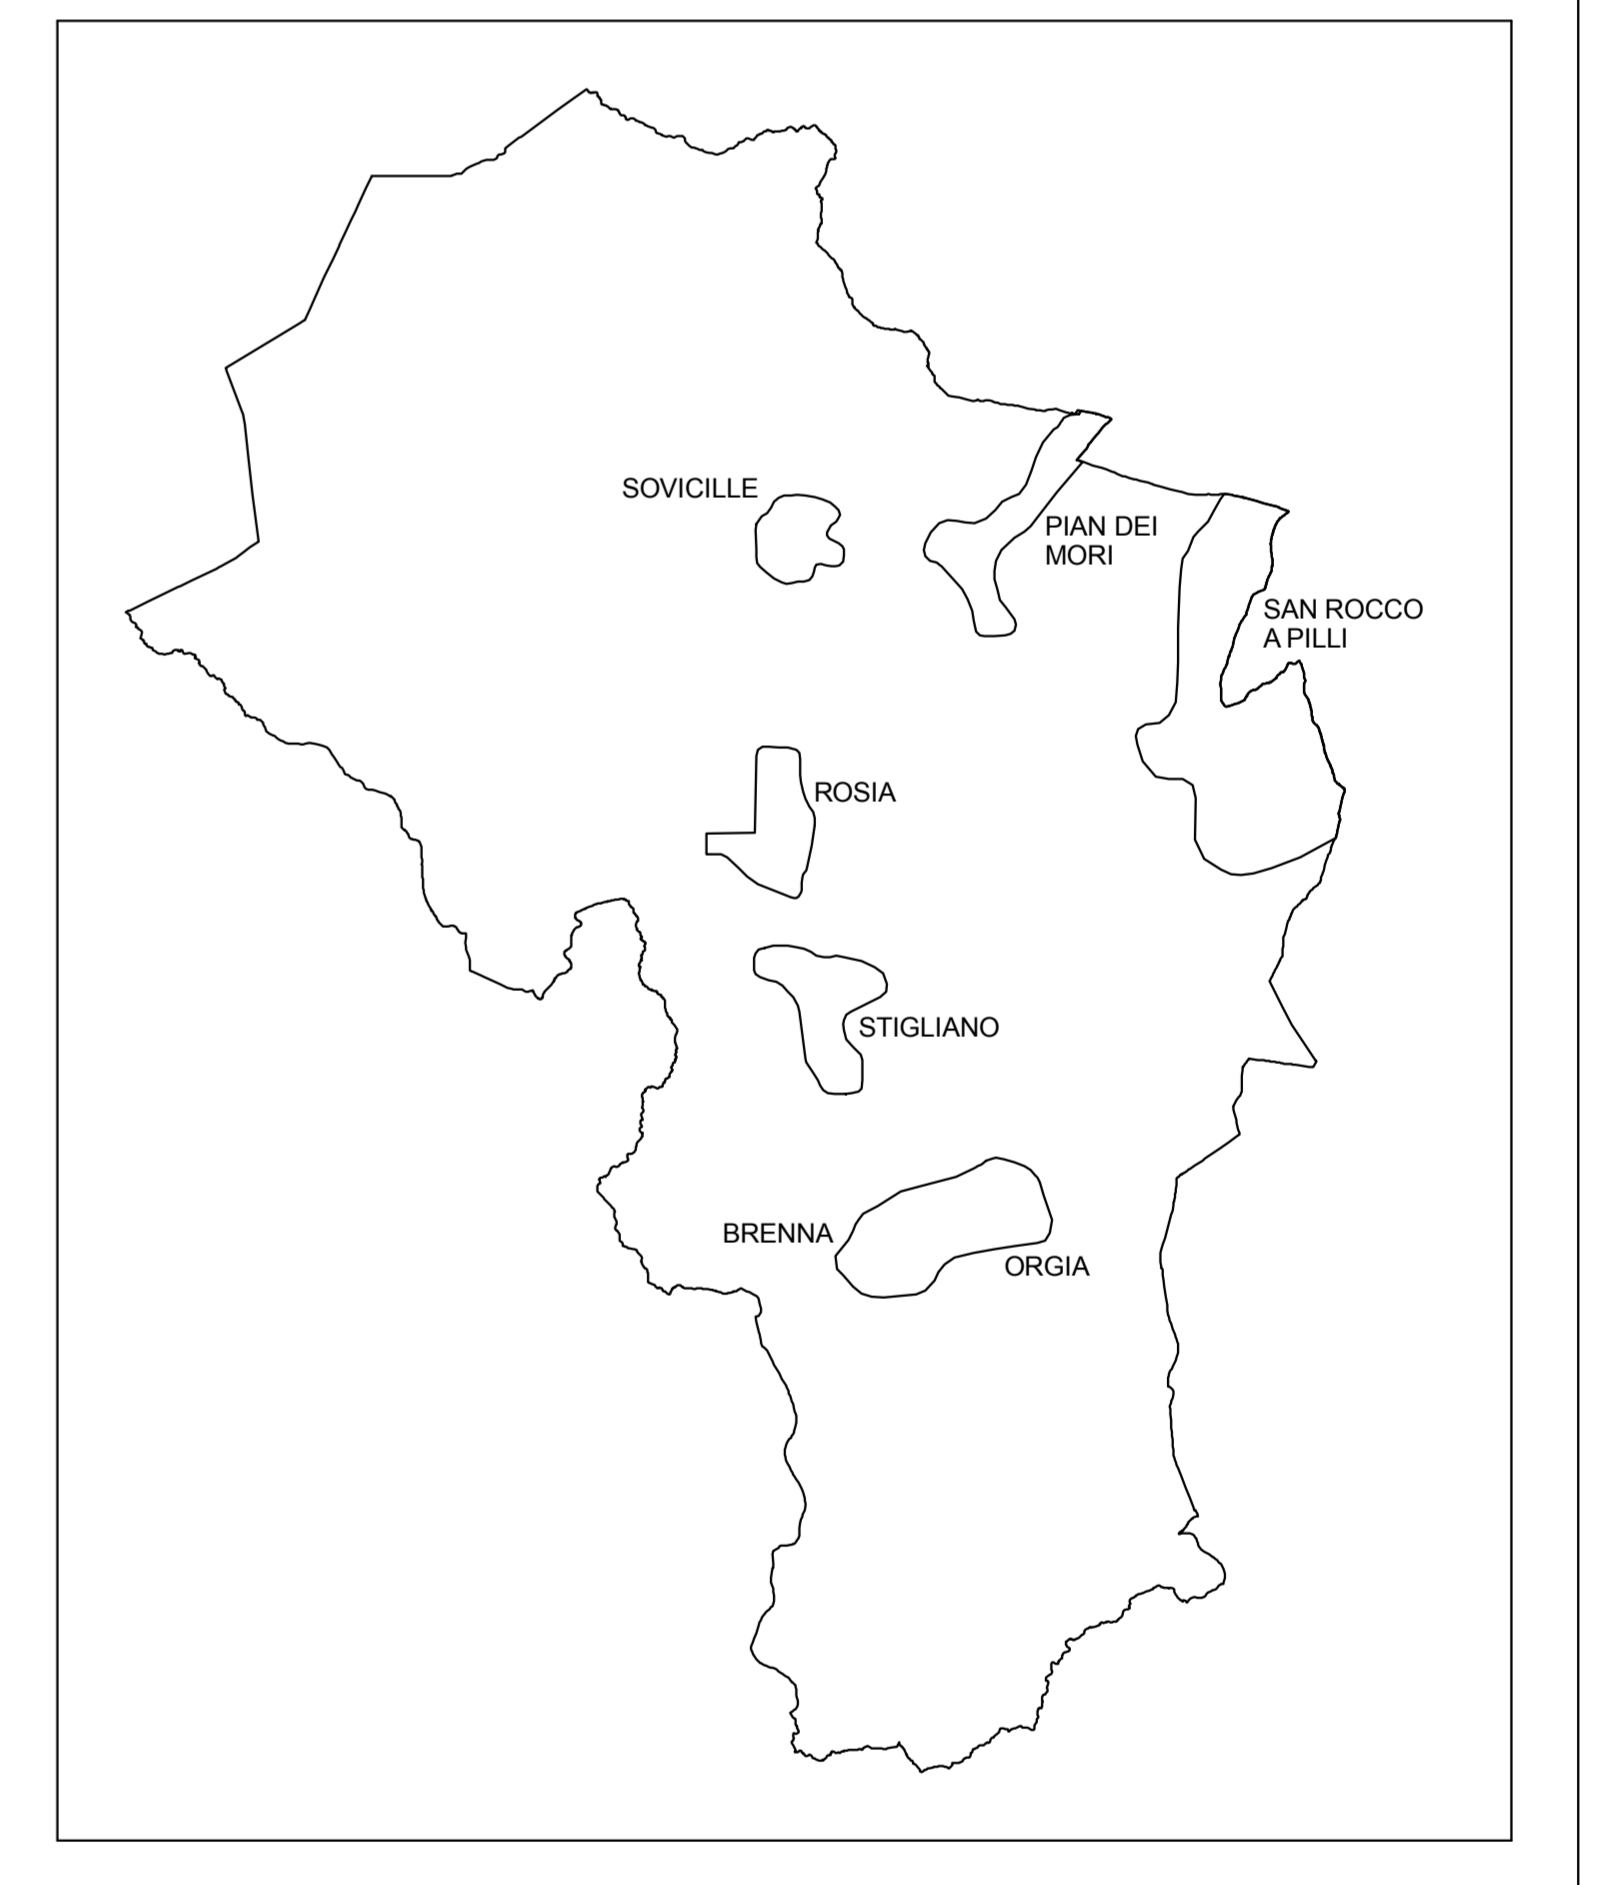 SOVICILLE
PIAN DEI
MORI
SAN ROCCO
A PILLI
ROSIA
STIGLIANO
BRENNA
ORGIA